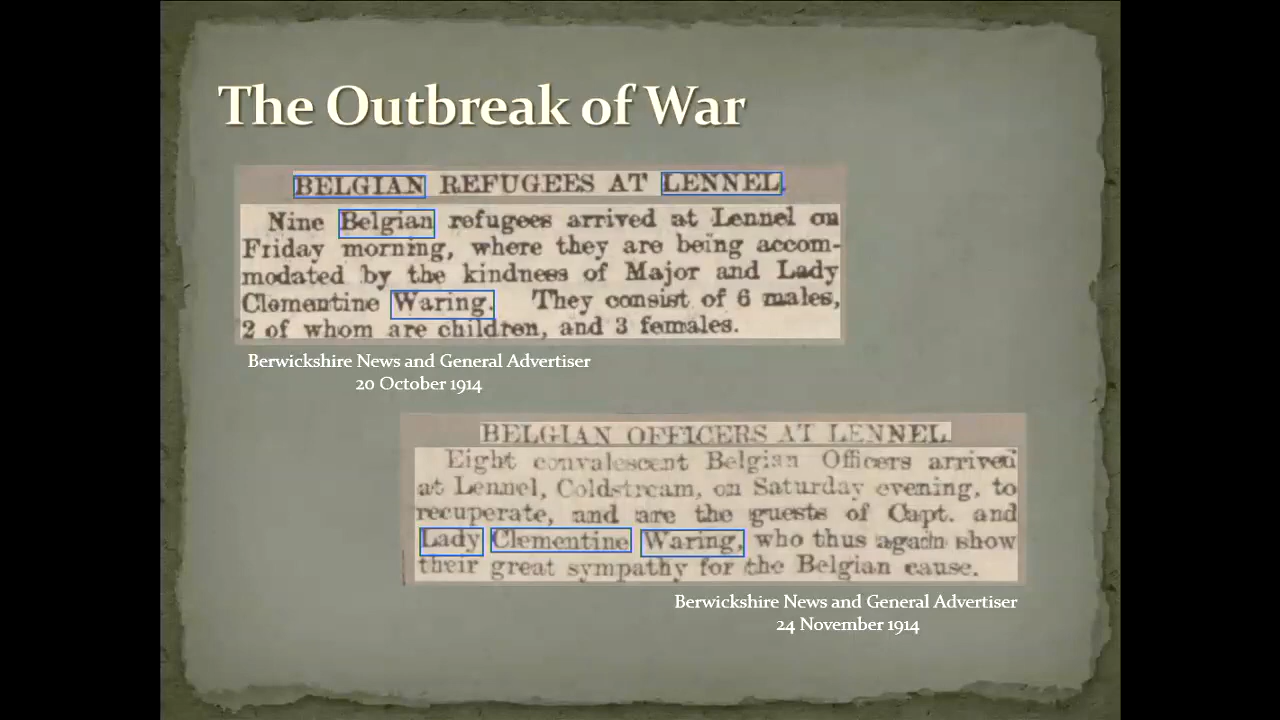 The Outbreak of War
BELGIAN REFUGEES AT LENNEL.
Nine Belgian refugees arrived at Lennel on
Friday morning, where they are being accom-
modated by the kindness of Major and Lady
Clementine Waring. They consist of 6 males,
2 of whom are children, and 3 females.
Berwickshire News and General Advertiser
20 October 1914
BELGIAN OFFICERS AT LENNEL.
Eight convalescent Belgian Officers arrived
at Lennel, Coldstream, on Saturday evening, to
recuperate, and are the guests of Capt. and
Lady Clementine Waring, who thus again show
their great sympathy for the Belgian cause.
Berwickshire News and General Advertiser
24 November 1914